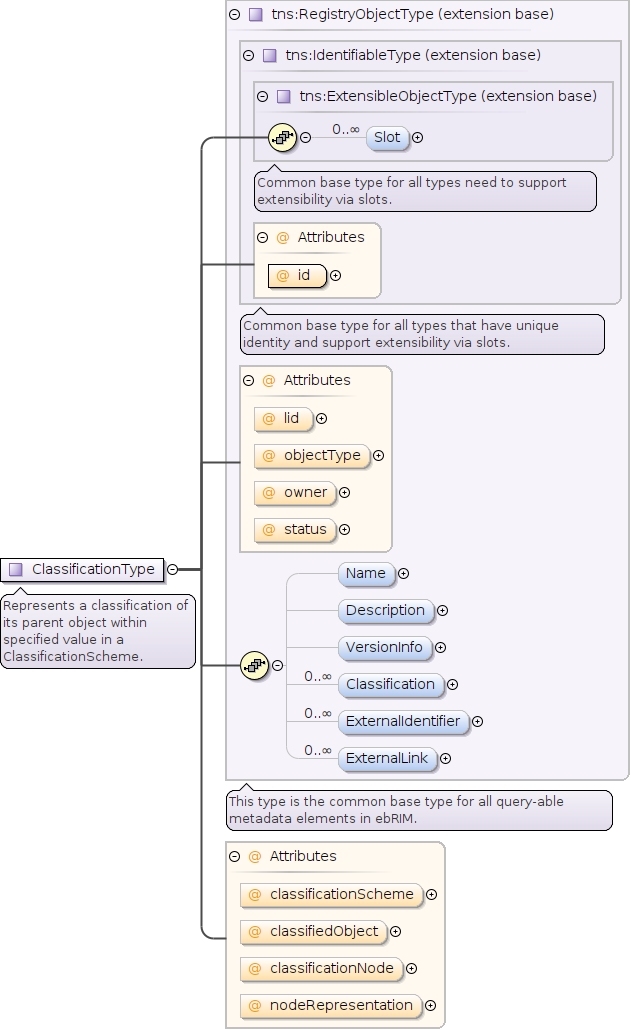 tns:RegistryObjectType (extension base)
tns:IdentifiableType (extension base)
tns:ExtensibleObjectType (extension base)
0..∞
Slot
Common base type for all types need to support
extensibility via slots.
@ Attributes
@ id
Common base type for all types that have unique
identity and support extensibility via slots.
@ Attributes
@ lid
@ objectType
@ owner
@ status
ClassificationType
Represents a classification of
its parent object within
specified value in a
ClassificationScheme.
Name
Description
VersionInfo
0..∞ Classification
0..∞ ExternalIdentifier
0..∞ ExternalLink
This type is the common base type for all query-able
metadata elements in ebRIM.
@ Attributes
@ classificationScheme
@ classifiedObject
@ classificationNode
@ nodeRepresentation